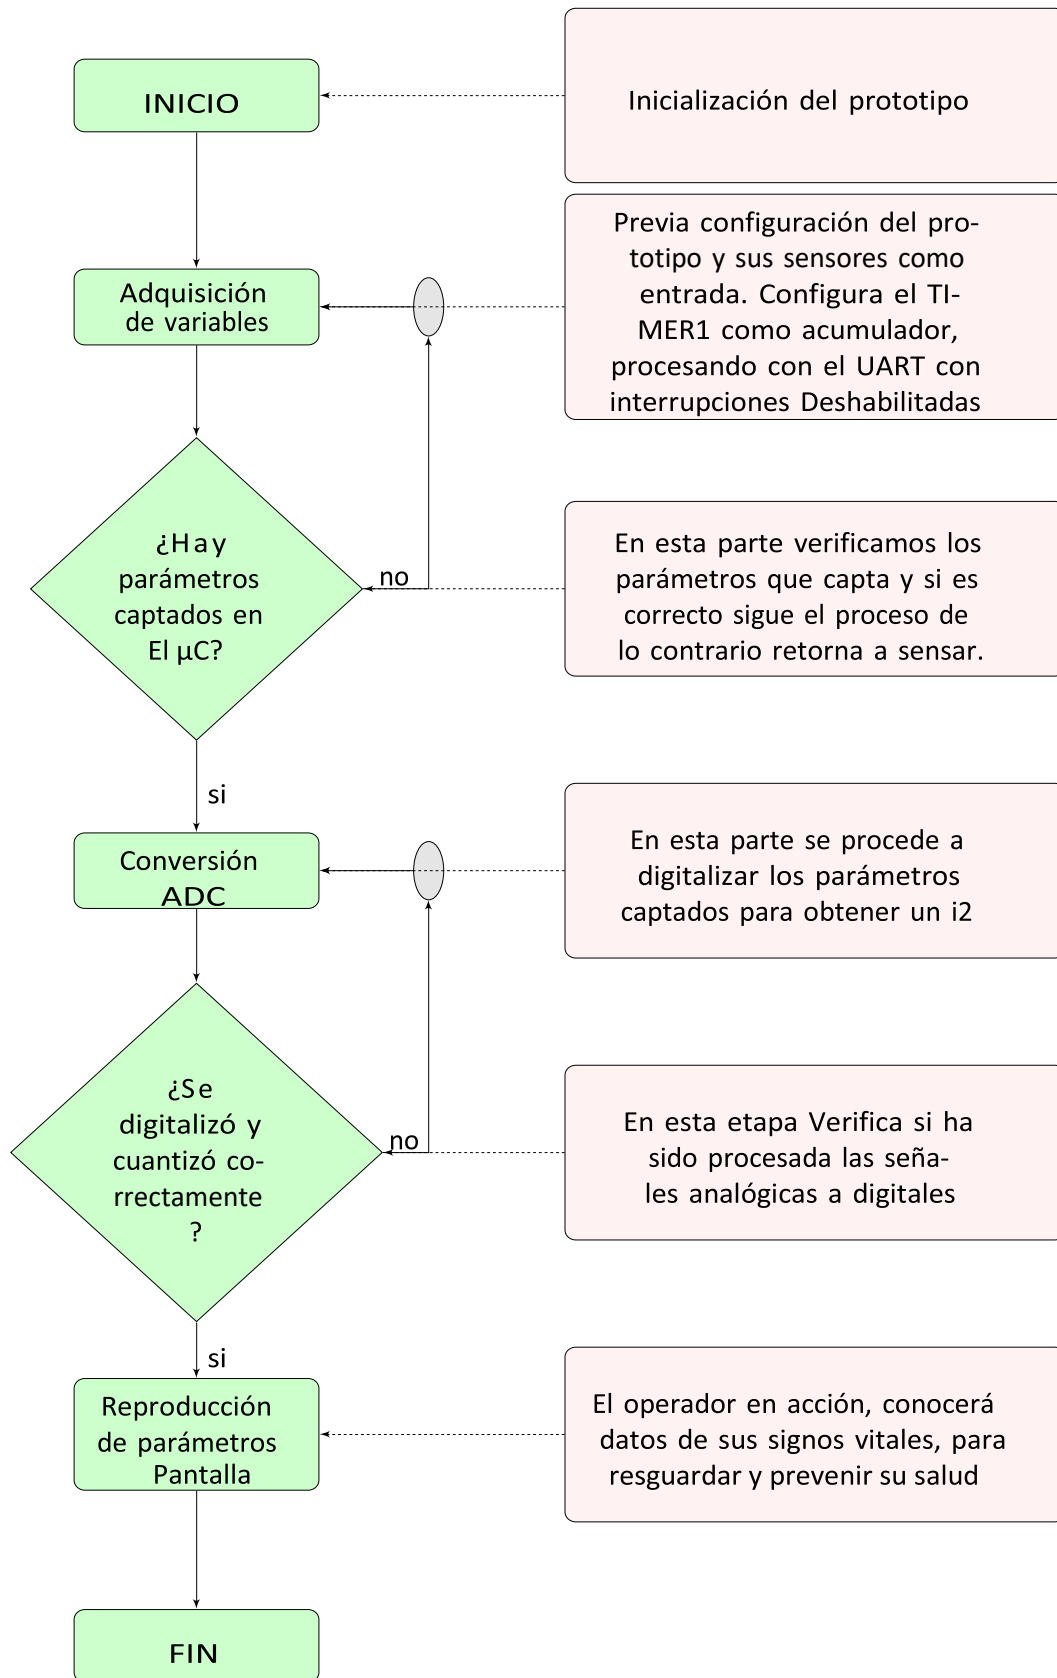 INICIO
Inicialización del prototipo
Adquisición
de variables
Previa configuración del pro-
totipo y sus sensores como
entrada. Configura el TI-
MER1 como acumulador,
procesando con el UART con
interrupciones Deshabilitadas
¿Hay
parámetros
captados en
El µC?
no
En esta parte verificamos los
parámetros que capta y si es
correcto sigue el proceso de
lo contrario retorna a sensar.
si
Conversión
ADC
En esta parte se procede a
digitalizar los parámetros
captados para obtener un i2
¿Se
digitalizó y
cuantizó co-
rrectamente
?
no
En esta etapa Verifica si ha
sido procesada las seña-
les analógicas a digitales
si
Reproducción
de parámetros
Pantalla
El operador en acción, conocerá
datos de sus signos vitales, para
resguardar y prevenir su salud
FIN